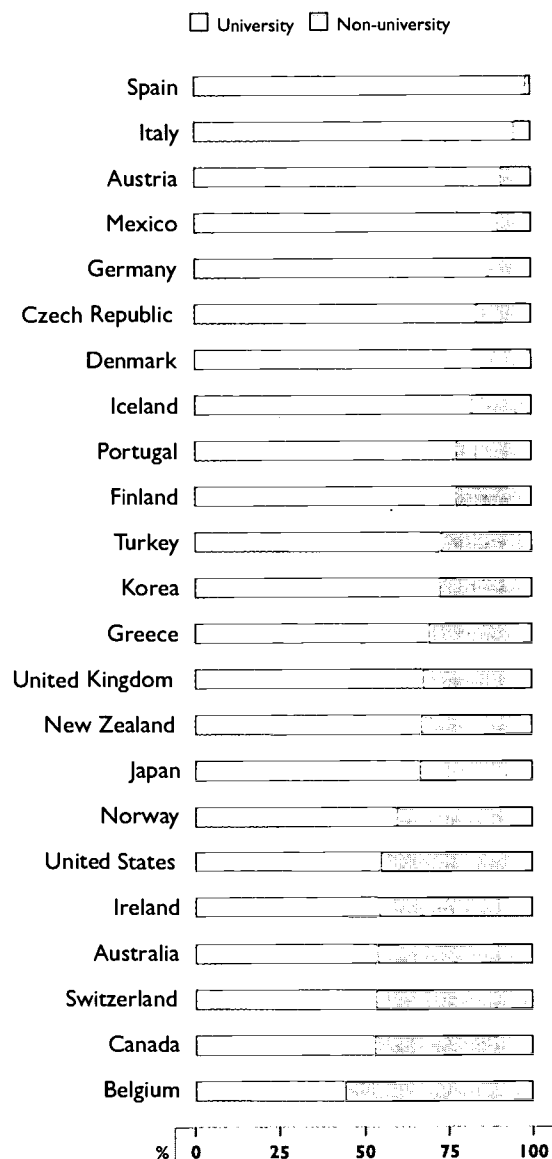 University Non-university
Spain
Italy
Austria
Mexico
Germany
Czech Republic
Denmark
Iceland
Portugal
Finland
Turkey
Korea
Greece
United Kingdom
New Zealand
Japan
Norway
United States
Ireland
Australia
Switzerland
Canada
Belgium
% 0 25 50 75 100